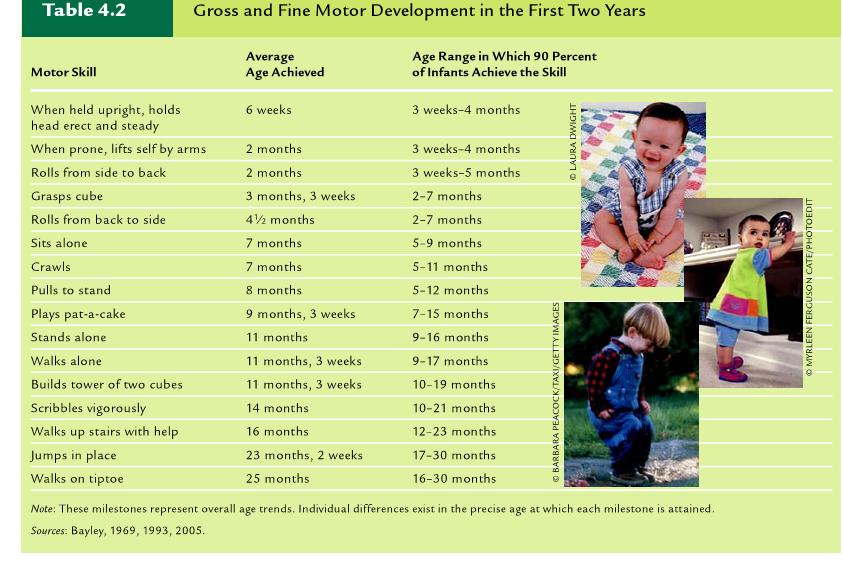 Table 4.2 Gross and Fine Motor Development in the First Two Years
Average Age Range in Which 90 Percent
Motor Skill Age Achieved of Infants Achieve the Skill
When held upright, holds 6 weeks 3 weeks–4 months
head erect and steady
When prone, lifts self by arms 2 months 3 weeks–4 months
Rolls from side to back 2 months 3 weeks–5 months
Grasps cube 3 months, 3 weeks 2–7 months
Rolls from back to side 4½ months 2–7 months
Sits alone 7 months 5–9 months
Crawls 7 months 5–11 months
Pulls to stand 8 months 5–12 months
Plays pat-a-cake 9 months, 3 weeks 7–15 months
Stands alone 11 months 9–16 months
Walks alone 11 months, 3 weeks 9–17 months
Builds tower of two cubes 11 months, 3 weeks 10–19 months
Scribbles vigorously 14 months 10–21 months
Walks up stairs with help 16 months 12–23 months
Jumps in place 23 months, 2 weeks 17–30 months
Walks on tiptoe 25 months 16–30 months
© LAURA DWIGHT
© MYRLEEN FERGUSON CATE/PHOTOEDIT
© BARBARA PEACOCK/TAXI/GETTY IMAGES
Note: These milestones represent overall age trends. Individual differences exist in the precise age at which each milestone is attained.
Sources: Bayley, 1969, 1993, 2005.